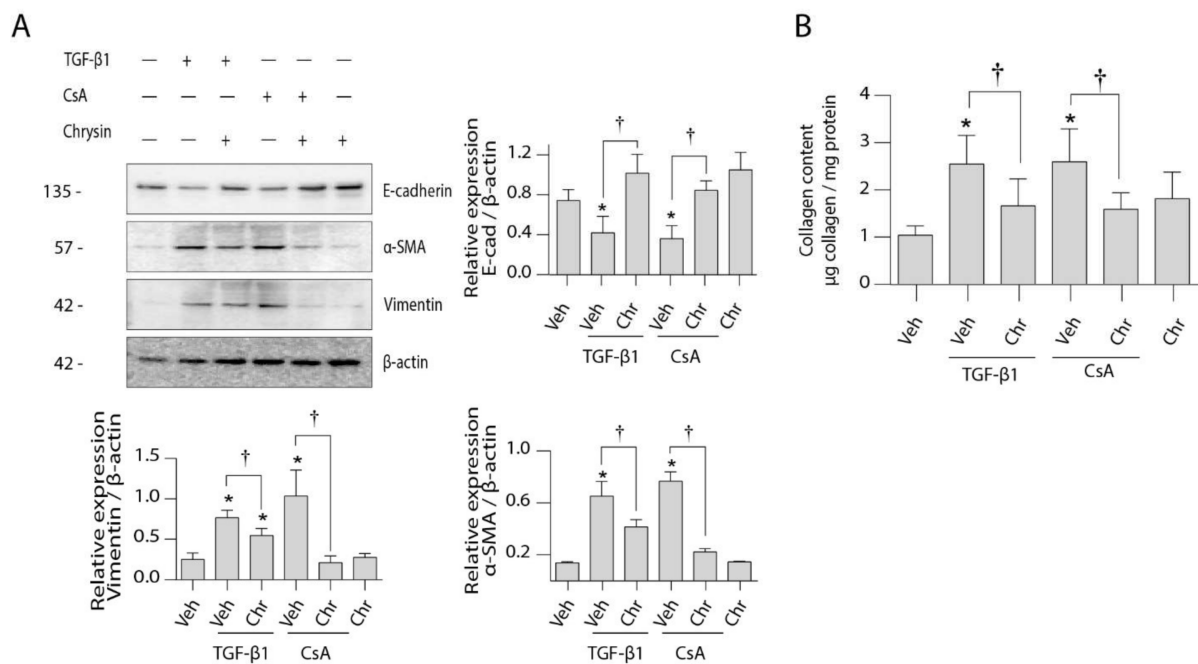 A
TGF-β1 — + + — — —
CsA — — — + + —
Chrysin — — + — + +
135 - E-cadherin
57 - α-SMA
42 - Vimentin
42 - β-actin
Relative expression
E-cad / β-actin
1.2
0.8
0.4
0.0
*
†
*
†
Veh Veh Chr Veh Chr Chr
TGF-β1 CsA
B
Collagen content
µg collagen / mg protein
4
3
2
1
0
*
†
*
†
Veh Veh Chr Veh Chr Chr
TGF-β1 CsA
Relative expression
Vimentin / β-actin
1.5
1.0
0.5
0.0
*
†
*
*
†
Veh Veh Chr Veh Chr Chr
TGF-β1 CsA
Relative expression
α-SMA / β-actin
1.0
0.6
0.2
*
†
*
†
Veh Veh Chr Veh Chr Chr
TGF-β1 CsA